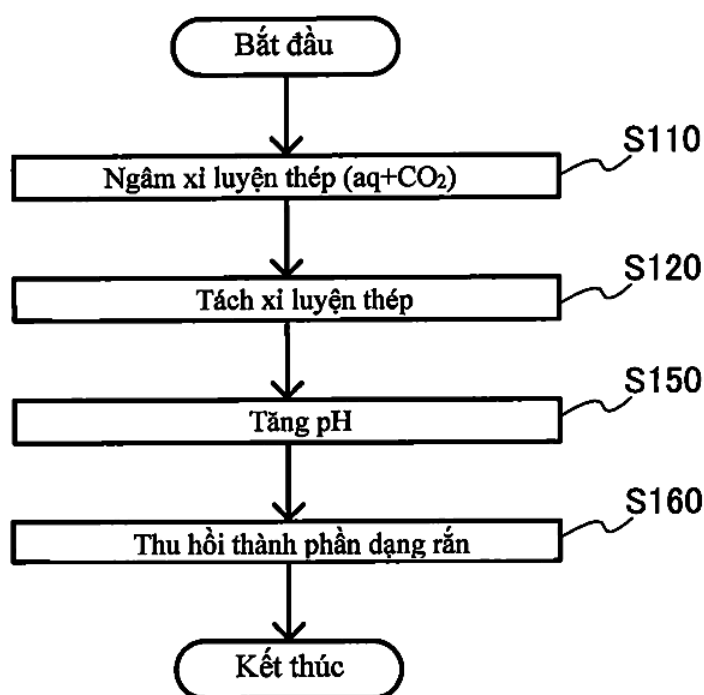 Bắt đầu
S110
Ngâm xỉ luyện thép (aq+CO₂)
S120
Tách xỉ luyện thép
S150
Tăng pH
S160
Thu hồi thành phần dạng rắn
Kết thúc